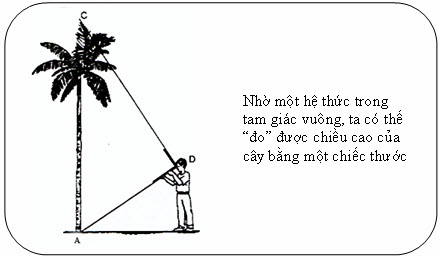 C
D
A
Nhờ một hệ thức trong
tam giác vuông, ta có thể
“đo” được chiều cao của
cây bằng một chiếc thước